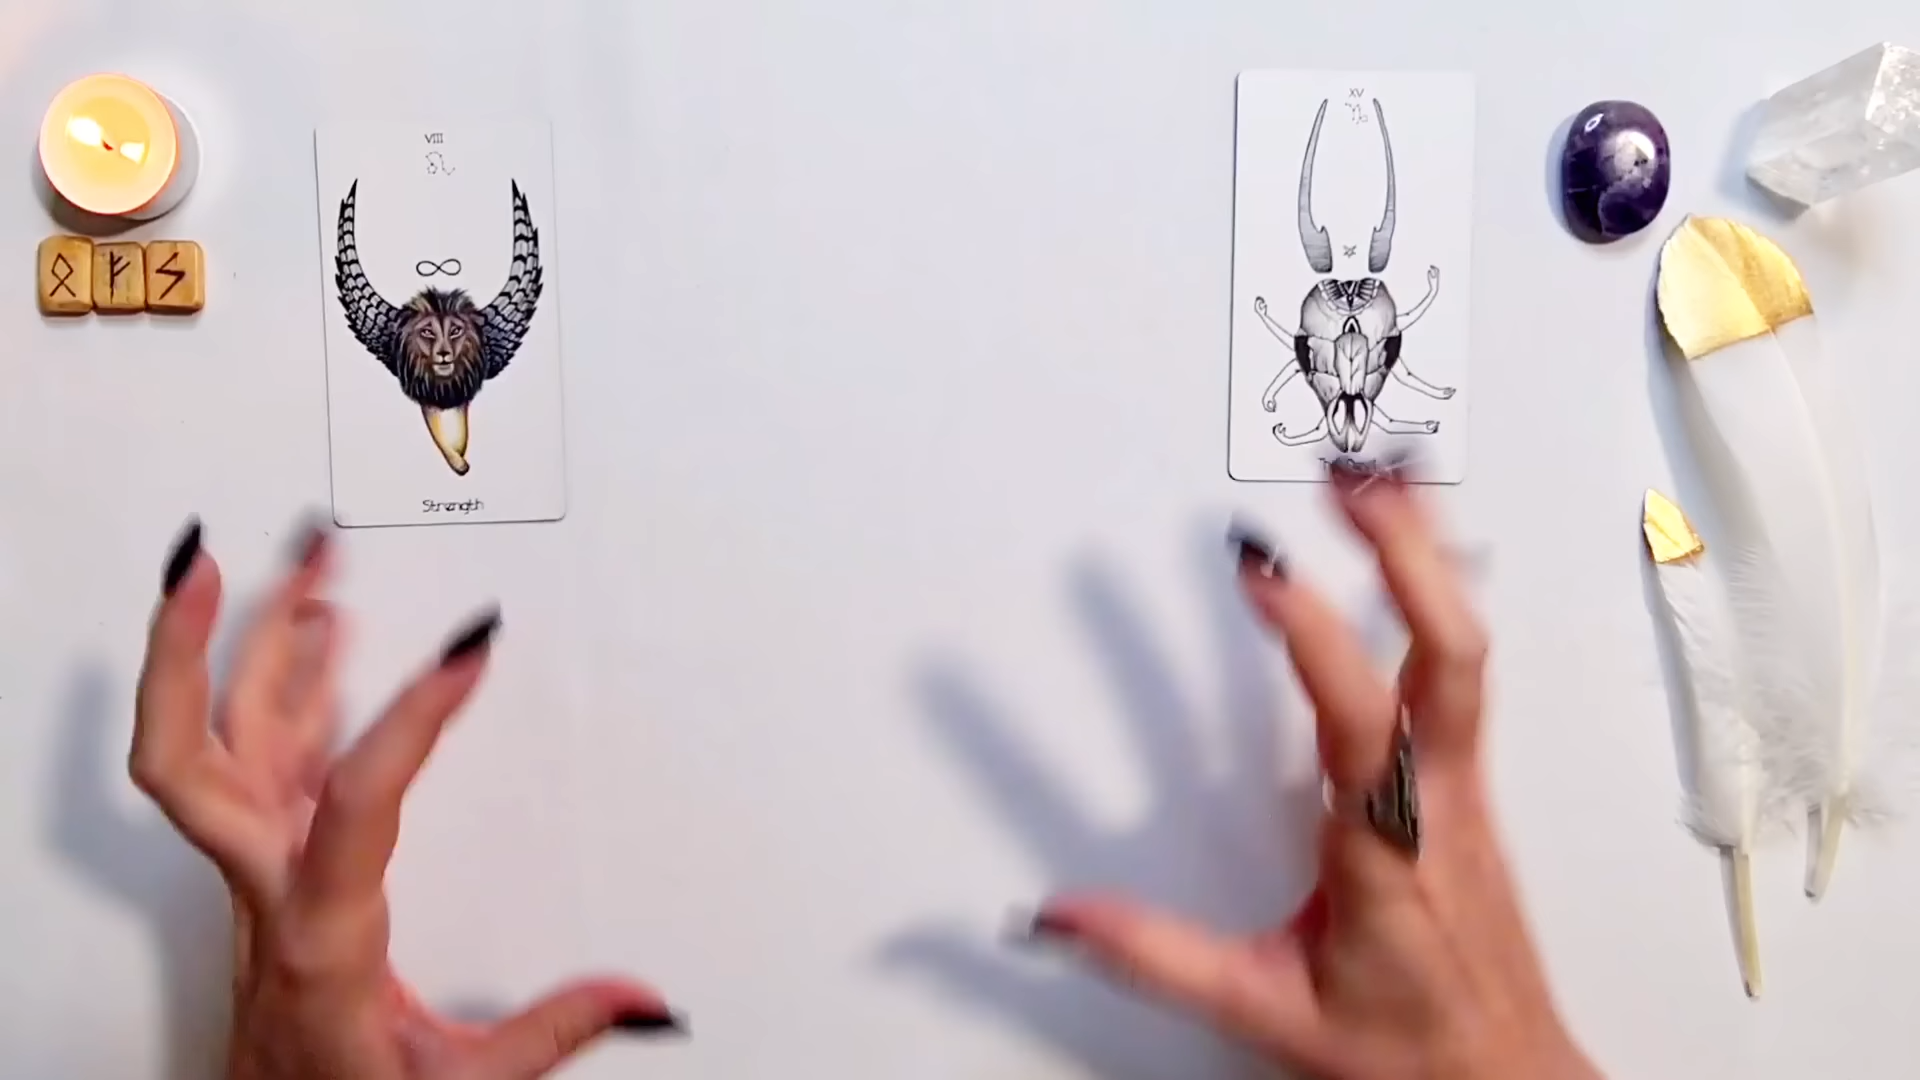 VIII
Strength
XV
ᛟ ᚠ ᛊ